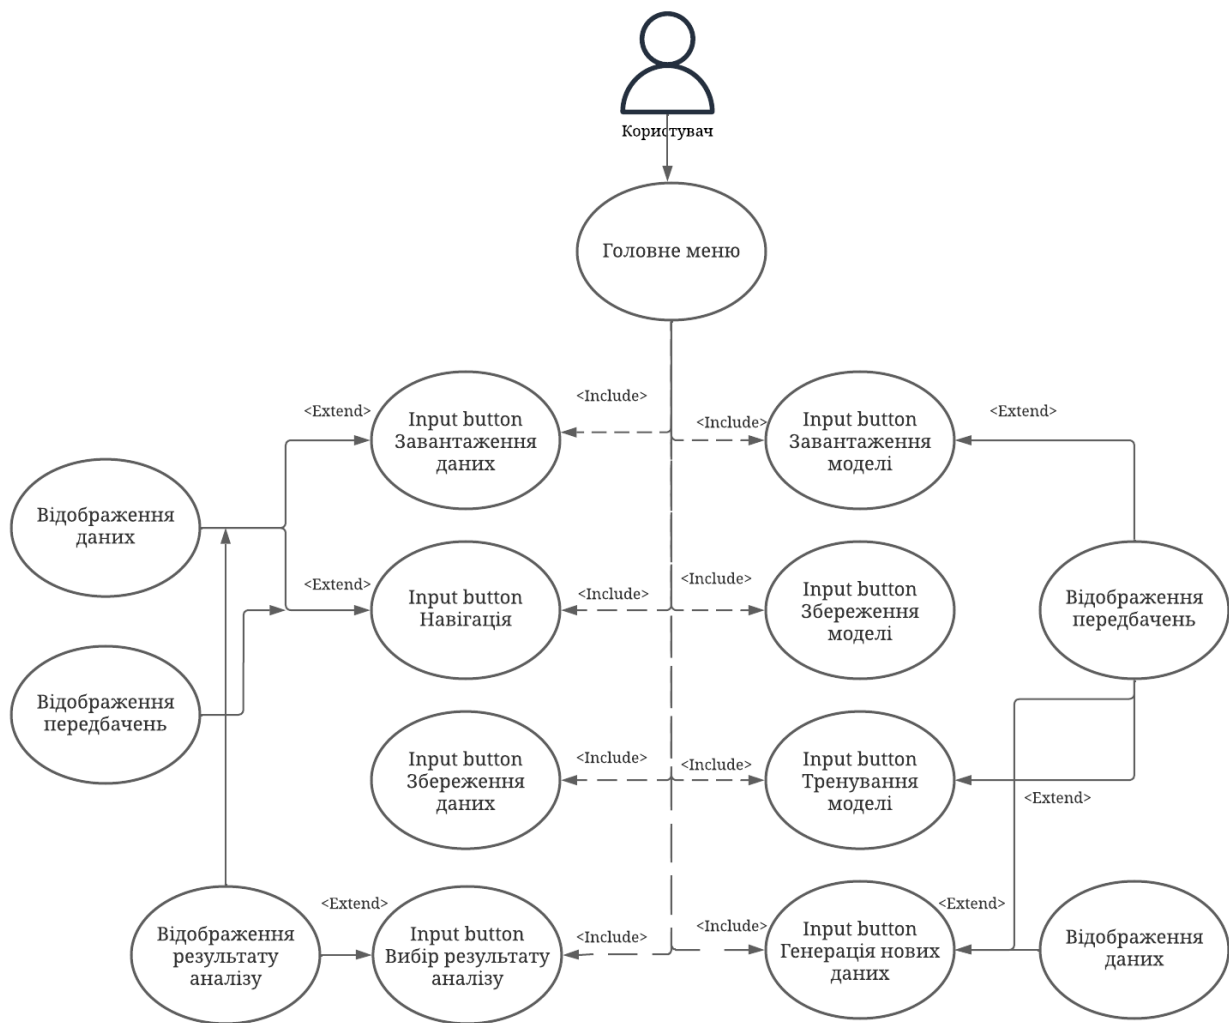 Користувач
Головне меню
<Include>
<Extend>
<Include>
<Extend>
Input button
Завантаження
даних
Input button
Завантаження
моделі
Відображення
даних
<Extend>
<Include>
<Include>
Input button
Навігація
Input button
Збереження
моделі
Відображення
передбачень
Відображення
передбачень
<Include>
<Include>
Input button
Збереження
даних
Input button
Тренування
моделі
<Extend>
<Extend>
<Extend>
<Include>
<Include>
Відображення
результату
аналізу
Input button
Вибір результату
аналізу
Input button
Генерація нових
даних
Відображення
даних